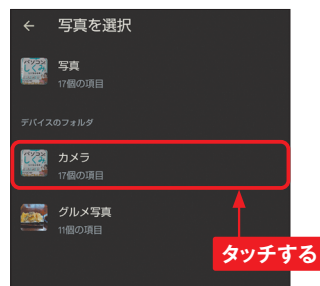 ← 写真を選択
写真
17個の項目
デバイスのフォルダ
カメラ
17個の項目
グルメ写真
11個の項目
タッチする